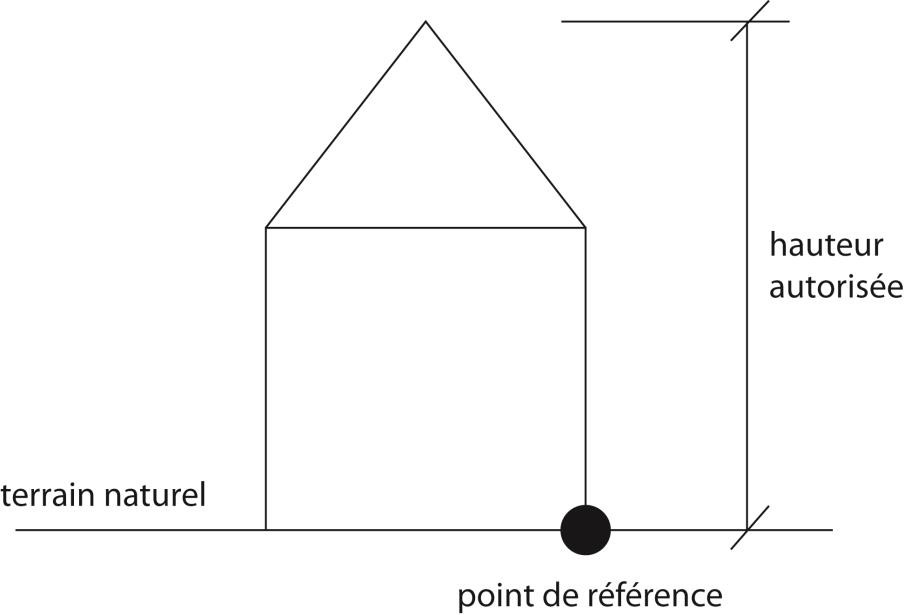 hauteur
autorisée
terrain naturel
point de référence